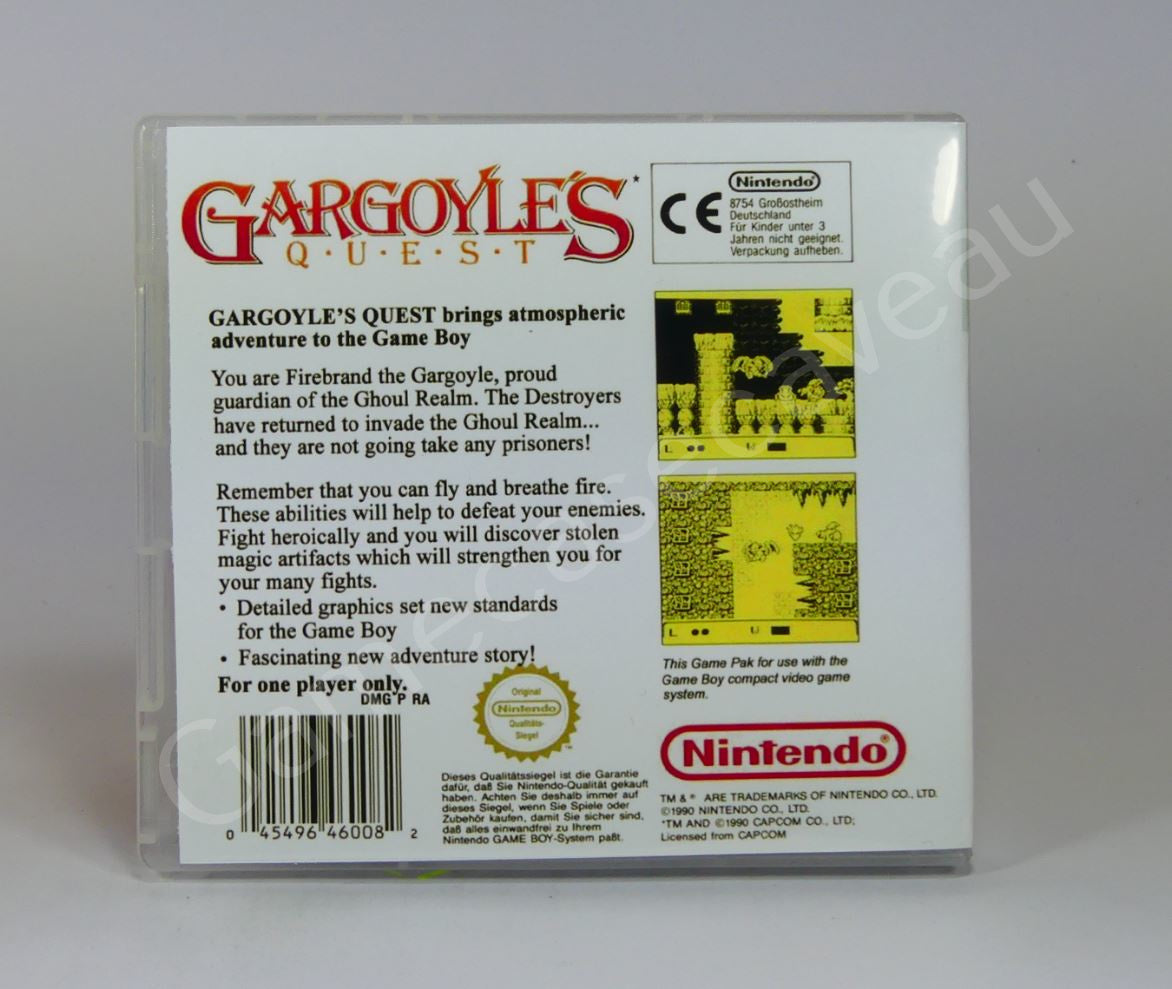 GARGOYLE'S*
Q·U·E·S·T
CE
Nintendo®
8754 Großostheim
Deutschland
Für Kinder unter 3
Jahren nicht geeignet.
Verpackung aufheben.
GARGOYLE'S QUEST brings atmospheric
adventure to the Game Boy
You are Firebrand the Gargoyle, proud
guardian of the Ghoul Realm. The Destroyers
have returned to invade the Ghoul Realm...
and they are not going take any prisoners!
Remember that you can fly and breathe fire.
These abilities will help to defeat your enemies.
Fight heroically and you will discover stolen
magic artifacts which will strengthen you for
your many fights.
• Detailed graphics set new standards
for the Game Boy
• Fascinating new adventure story!
For one player only.
DMG P RA
L U
L U
This Game Pak for use with the
Game Boy compact video game
system.
0 45496 46008 2
Original
Nintendo
Qualitäts-
Siegel
™
Dieses Qualitätssiegel ist die Garantie
dafür, daß Sie Nintendo-Qualität gekauft
haben. Achten Sie deshalb immer auf
dieses Siegel, wenn Sie Spiele oder
Zubehör kaufen, damit Sie sicher sind,
daß alles einwandfrei zu Ihrem
Nintendo GAME BOY-System paßt.
Nintendo®
TM & ® ARE TRADEMARKS OF NINTENDO CO., LTD.
©1990 NINTENDO CO., LTD.
*TM AND ©1990 CAPCOM CO., LTD;
Licensed from CAPCOM
Gamecasecaveau